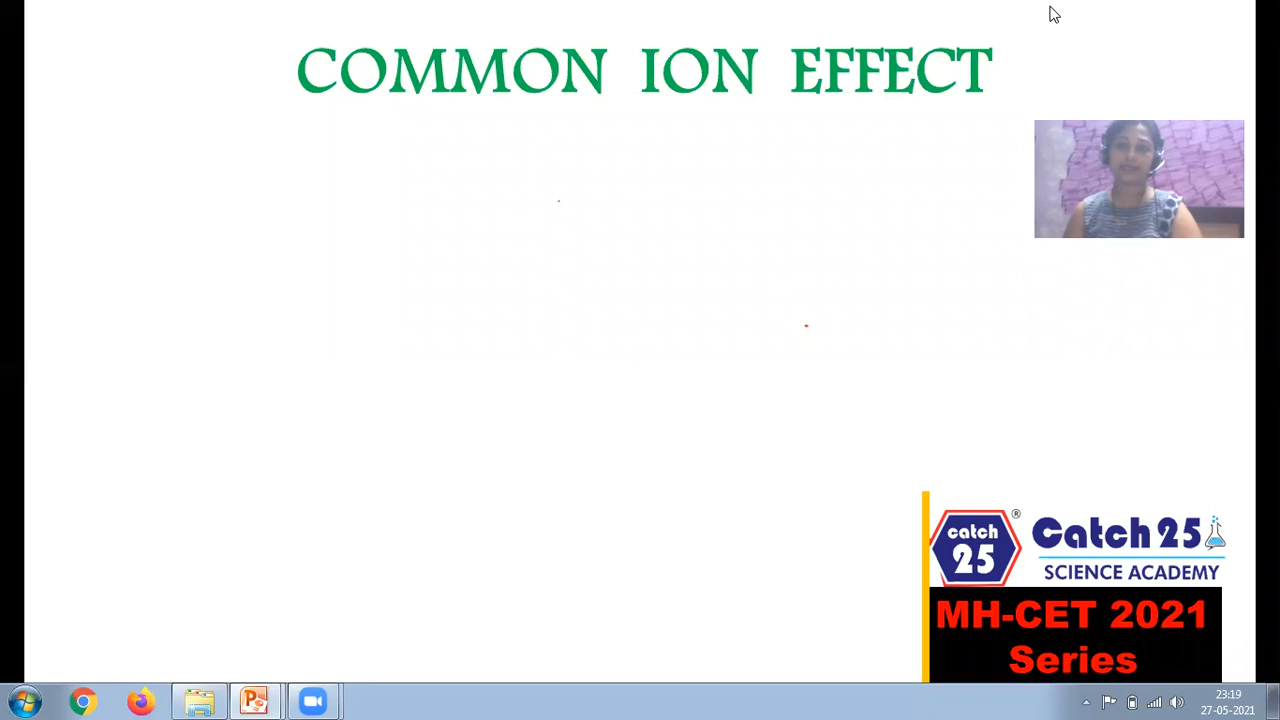 COMMON ION EFFECT
catch
25
®
Catch 25
SCIENCE ACADEMY
MH-CET 2021
Series
23:19
27-05-2021